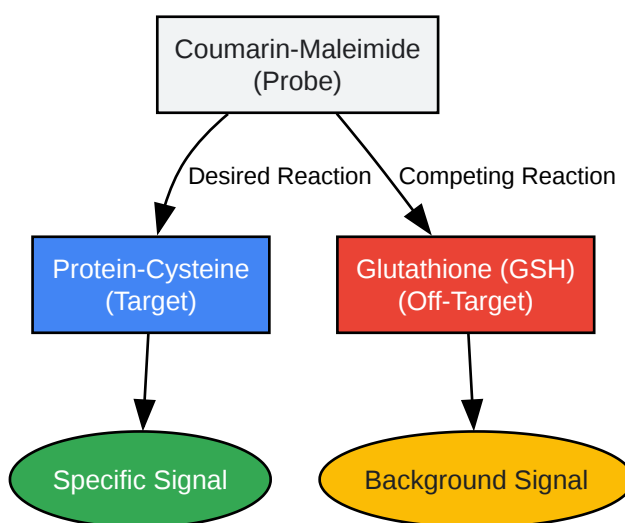 Coumarin-Maleimide
(Probe)
Desired Reaction
Competing Reaction
Protein-Cysteine
(Target)
Glutathione (GSH)
(Off-Target)
Specific Signal
Background Signal